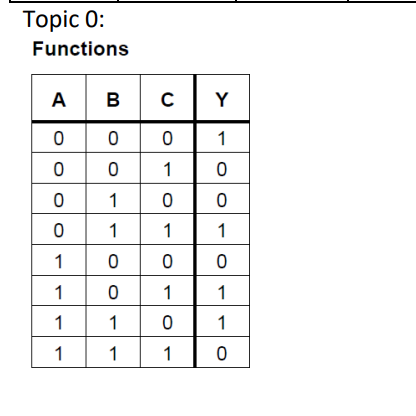 Topic 0:
Functions
A B C Y
0 0 0 1
0 0 1 0
0 1 0 0
0 1 1 1
1 0 0 0
1 0 1 1
1 1 0 1
1 1 1 0